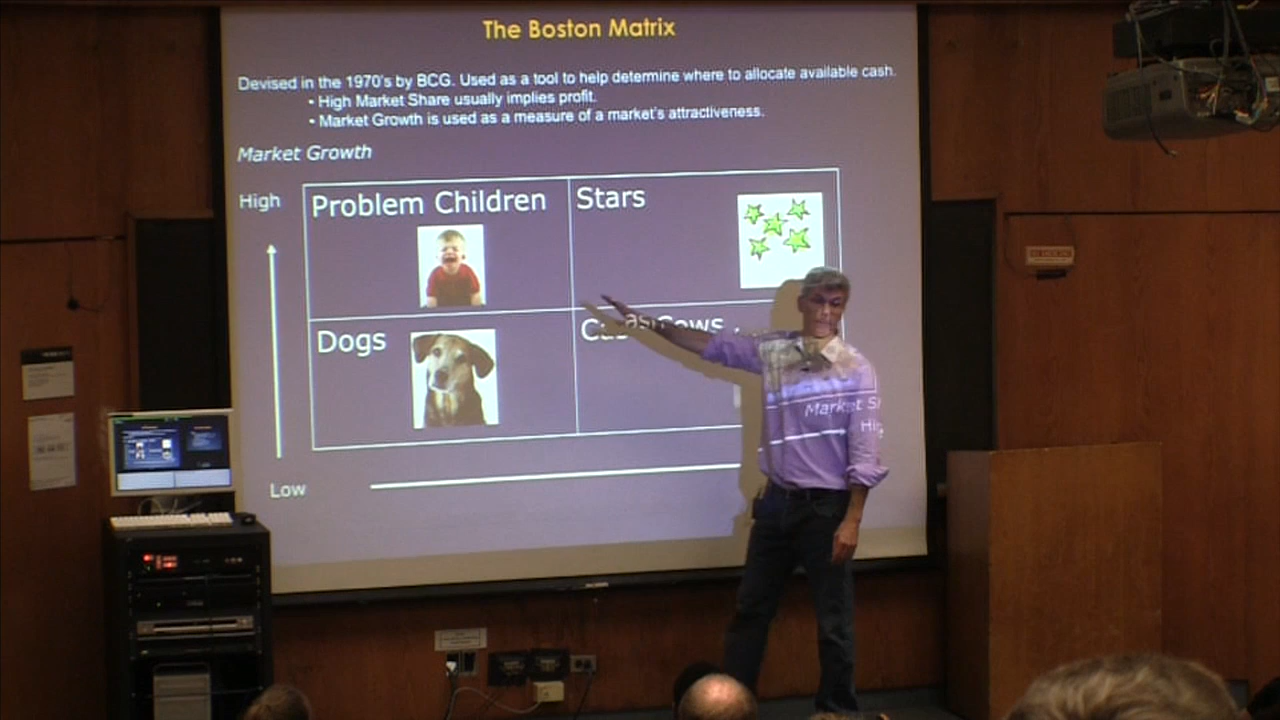 The Boston Matrix
Devised in the 1970's by BCG. Used as a tool to help determine where to allocate available cash.
• High Market Share usually implies profit.
• Market Growth is used as a measure of a market's attractiveness.
Market Growth
High
Problem Children
Stars
Dogs
Cows
Market
Low